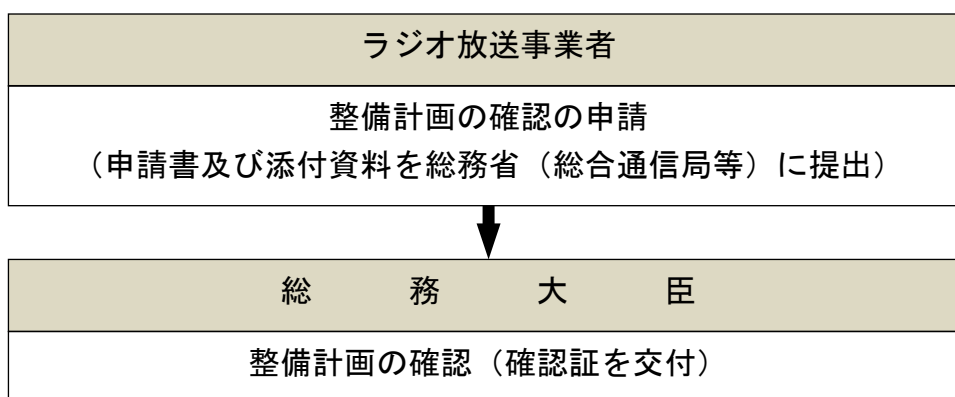 ラジオ放送事業者
整備計画の確認の申請
（申請書及び添付資料を総務省（総合通信局等）に提出）
総務大臣
整備計画の確認（確認証を交付）